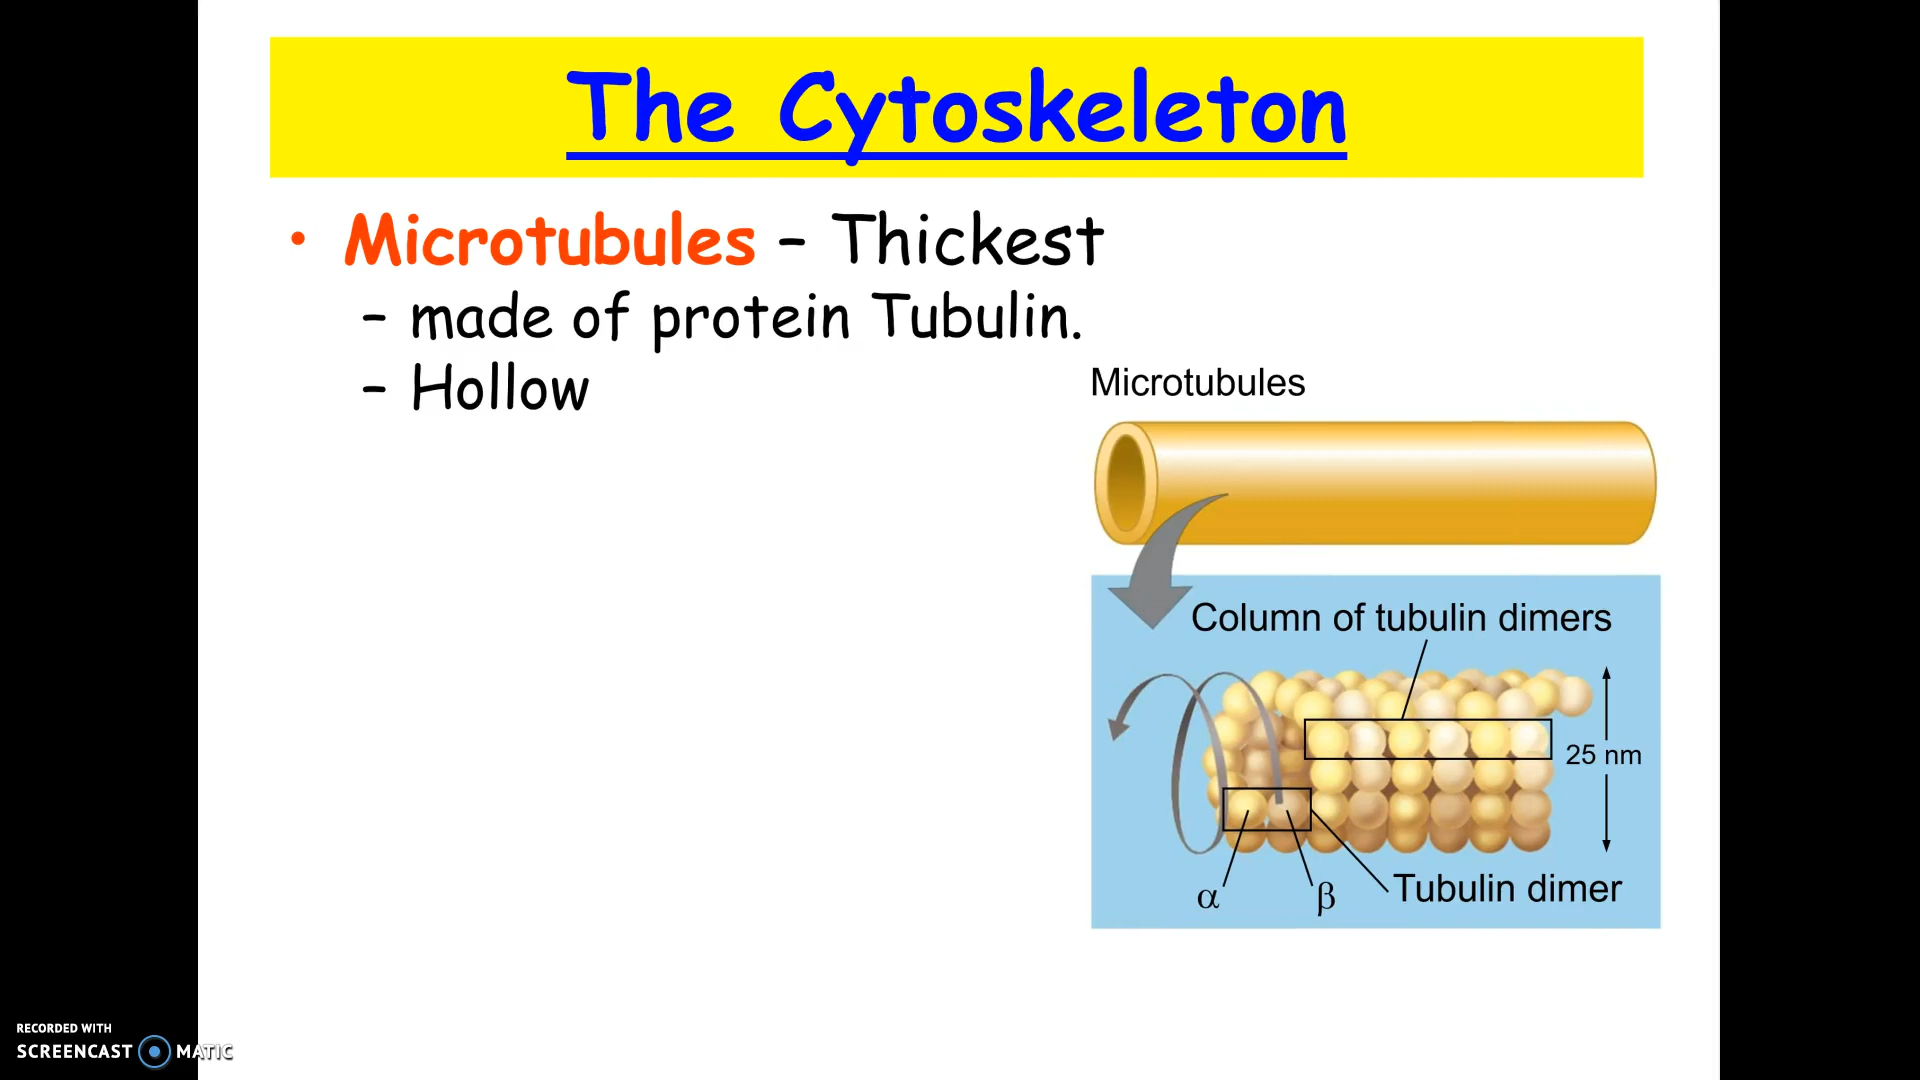 The Cytoskeleton
• Microtubules – Thickest
– made of protein Tubulin.
– Hollow
Microtubules
Column of tubulin dimers
25 nm
α
β
Tubulin dimer
RECORDED WITH
SCREENCAST MATIC